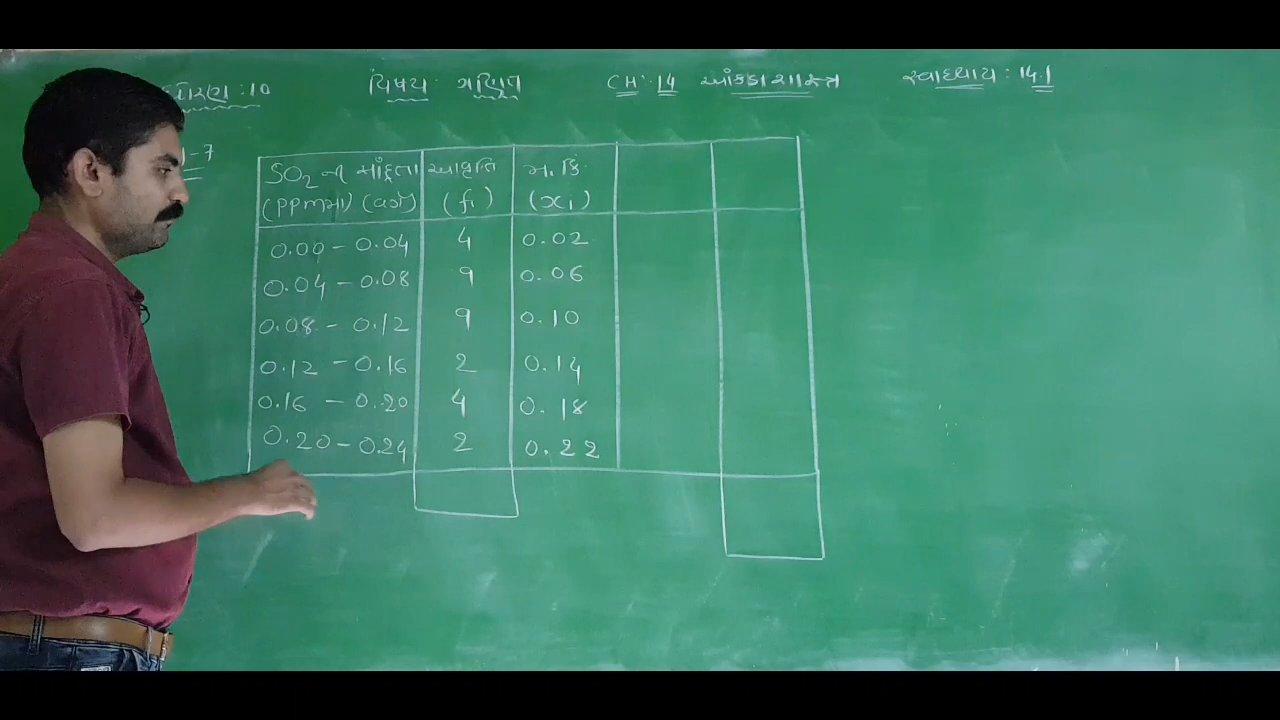 ધોરણ : 10 વિષય : ગણિત CH : 14 આંકડાશાસ્ત્ર સ્વાધ્યાય : 14.1
-7
SO2 ની સાંદ્રતા આવૃત્તિ મ.કિ.
(PPMમાં) (વર્ગ) (fi) (xi)
0.00 - 0.04 4 0.02
0.04 - 0.08 9 0.06
0.08 - 0.12 9 0.10
0.12 - 0.16 2 0.14
0.16 - 0.20 4 0.18
0.20 - 0.24 2 0.22